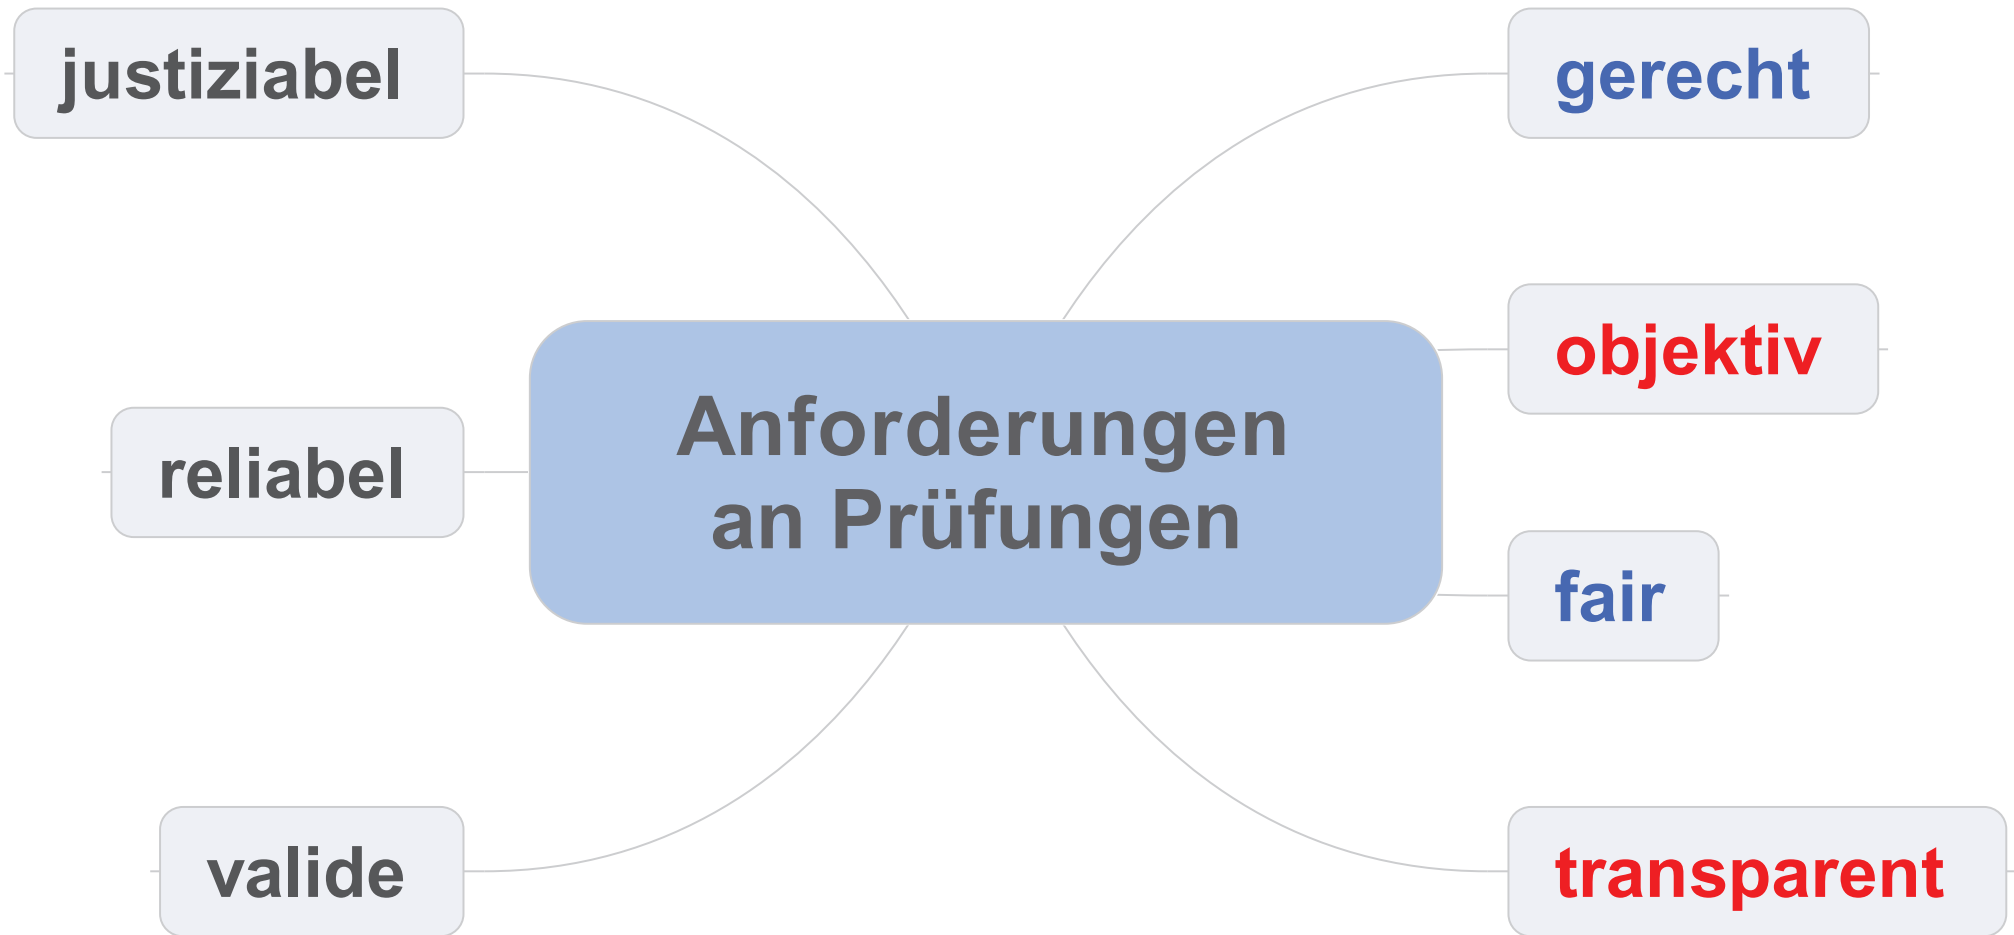 justiziabel
gerecht
objektiv
Anforderungen
an Prüfungen
reliabel
fair
valide
transparent